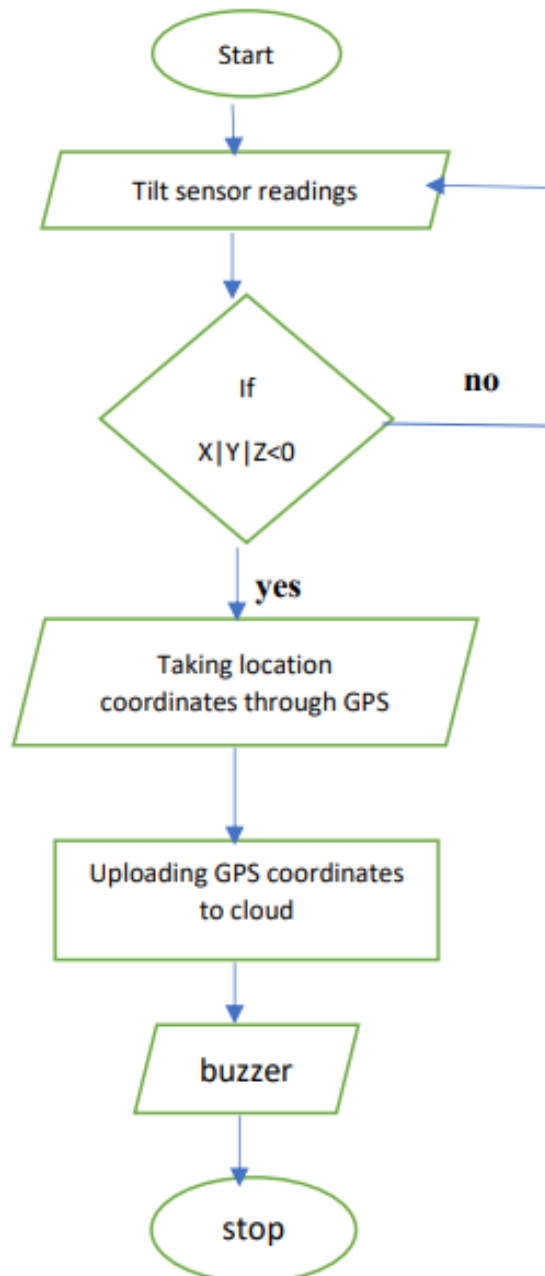 Start
Tilt sensor readings
If
X|Y|Z<0
no
yes
Taking location
coordinates through GPS
Uploading GPS coordinates
to cloud
buzzer
stop